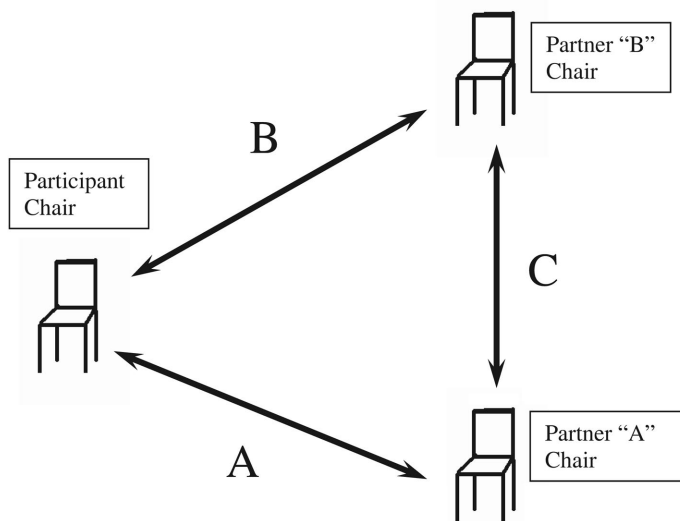 Partner “B”
Chair
B
Participant
Chair
C
A
Partner “A”
Chair